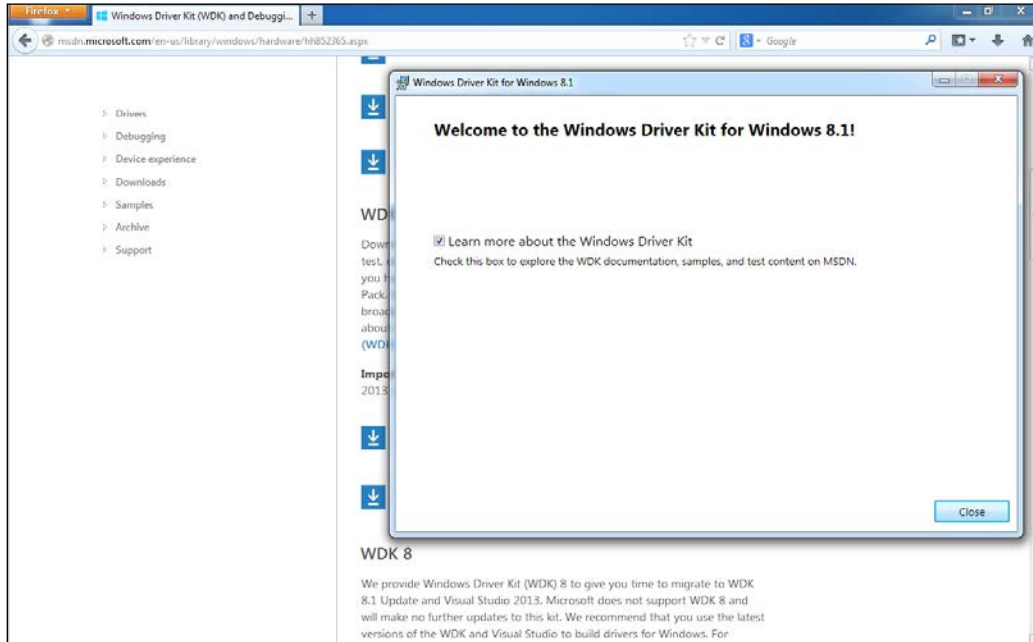 Firefox
Windows Driver Kit (WDK) and Debuggi...
msdn.microsoft.com/en-us/library/windows/hardware/hh852365.aspx
Google
Drivers
Debugging
Device experience
Downloads
Samples
Archive
Support
Windows Driver Kit for Windows 8.1
Welcome to the Windows Driver Kit for Windows 8.1!
Learn more about the Windows Driver Kit
Check this box to explore the WDK documentation, samples, and test content on MSDN.
Close
test,
Pack.
(WD
2013
WDK 8
We provide Windows Driver Kit (WDK) 8 to give you time to migrate to WDK
8.1 Update and Visual Studio 2013. Microsoft does not support WDK 8 and
will make no further updates to this kit. We recommend that you use the latest
versions of the WDK and Visual Studio to build drivers for Windows. For